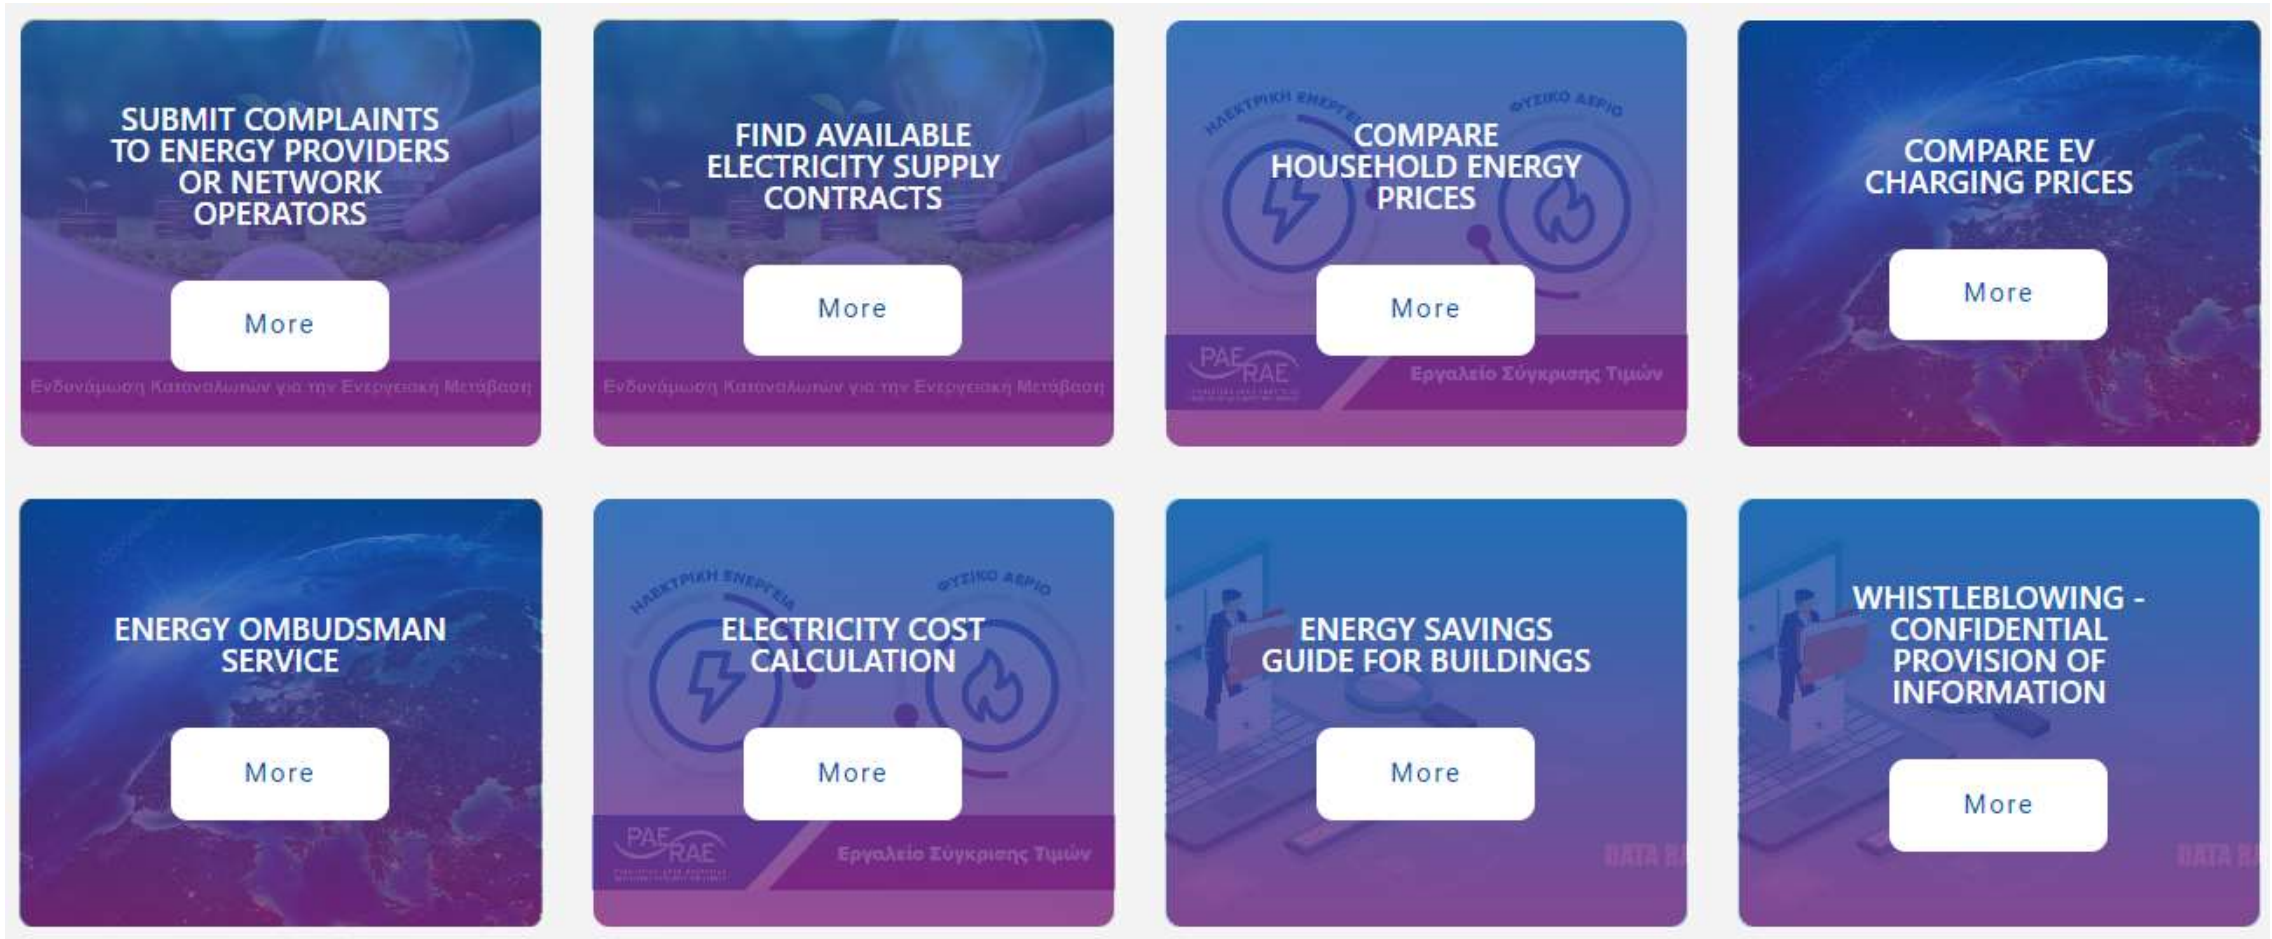 SUBMIT COMPLAINTS
TO ENERGY PROVIDERS
OR NETWORK
OPERATORS
More
Ενδυνάμωση Καταναλωτών για την Ενεργειακή Μετάβαση
FIND AVAILABLE
ELECTRICITY SUPPLY
CONTRACTS
More
Ενδυνάμωση Καταναλωτών για την Ενεργειακή Μετάβαση
ΗΛΕΚΤΡΙΚΗ
ΦΥΣΙΚΟ ΑΕΡΙΟ
COMPARE
HOUSEHOLD ENERGY
PRICES
More
ΡΑΕ
RAE
Εργαλείο Σύγκρισης Τιμών
COMPARE EV
CHARGING PRICES
More
ENERGY OMBUDSMAN
SERVICE
More
ΗΛΕΚΤΡΙΚΗ ΕΝΕΡΓΕΙΑ
ΦΥΣΙΚΟ ΑΕΡΙΟ
ELECTRICITY COST
CALCULATION
More
ΡΑΕ
RAE
Εργαλείο Σύγκρισης Τιμών
ENERGY SAVINGS
GUIDE FOR BUILDINGS
More
DATA
WHISTLEBLOWING -
CONFIDENTIAL
PROVISION OF
INFORMATION
More
DATA